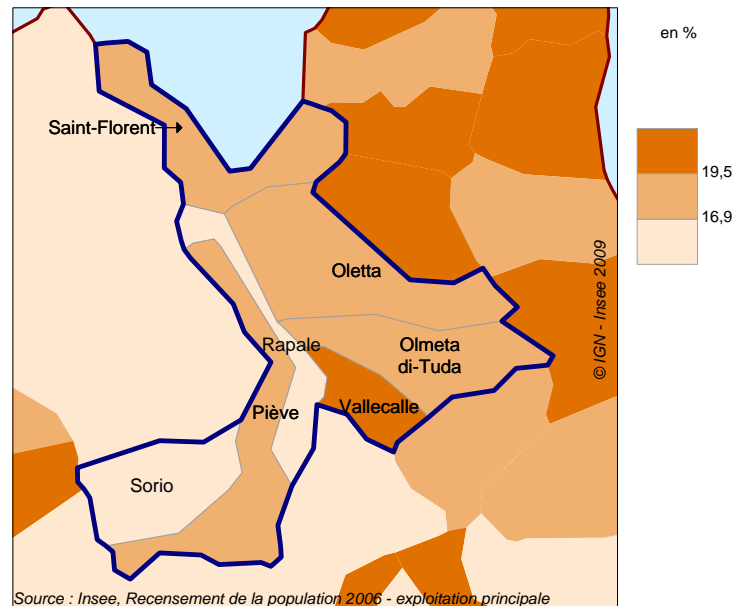 en %
Saint-Florent
19,5
16,9
Oletta
© IGN - Insee 2009
Rapale
Olmeta
di-Tuda
Piève
Vallecalle
Sorio
Source : Insee, Recensement de la population 2006 - exploitation principale